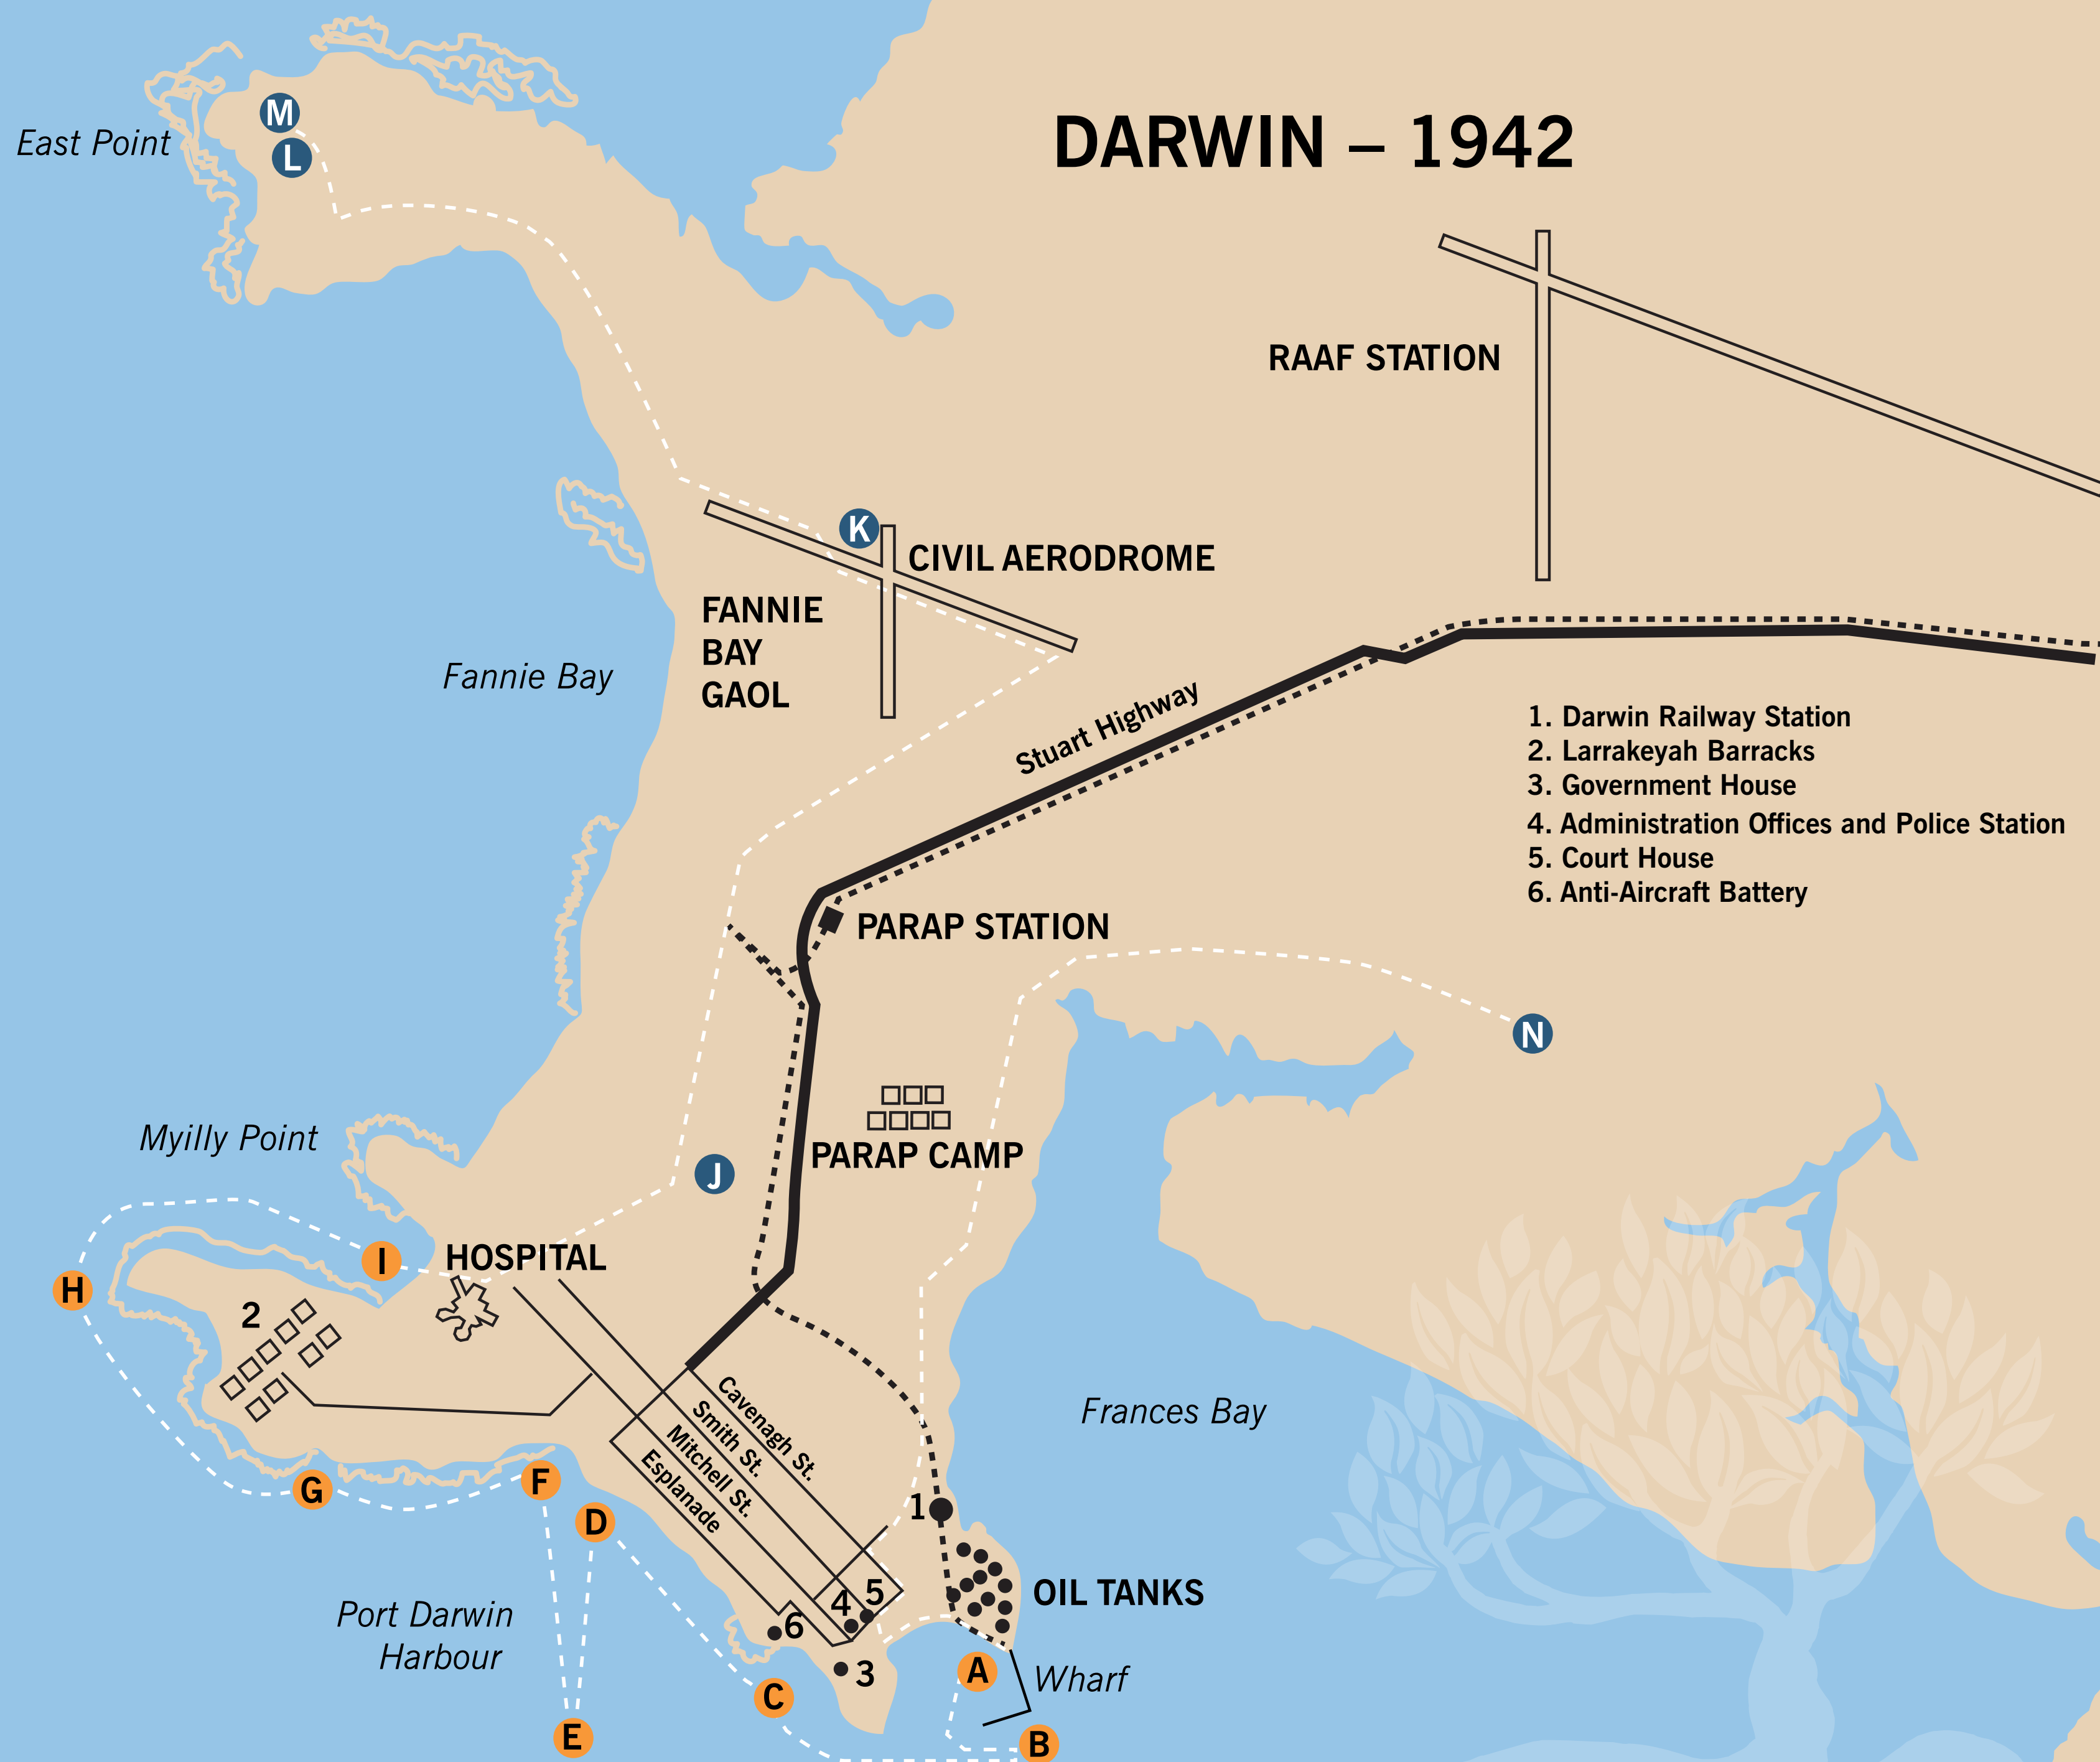 DARWIN – 1942
M
East Point
L
RAAF STATION
K
CIVIL AERODROME
FANNIE
BAY
GAOL
Fannie Bay
Stuart Highway
1. Darwin Railway Station
2. Larrakeyah Barracks
3. Government House
4. Administration Offices and Police Station
5. Court House
6. Anti-Aircraft Battery
PARAP STATION
N
PARAP CAMP
Myilly Point
J
I
HOSPITAL
H
2
Cavenagh St.
Smith St.
Mitchell St.
Esplanade
Frances Bay
G
F
D
1
OIL TANKS
5
4
6
3
Port Darwin
Harbour
A
Wharf
C
E
B